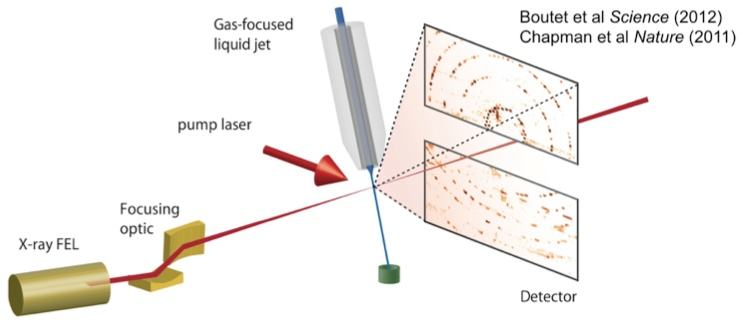 Boutet et al Science (2012)
Chapman et al Nature (2011)
Gas-focused
liquid jet
pump laser
Focusing
optic
X-ray FEL
Detector